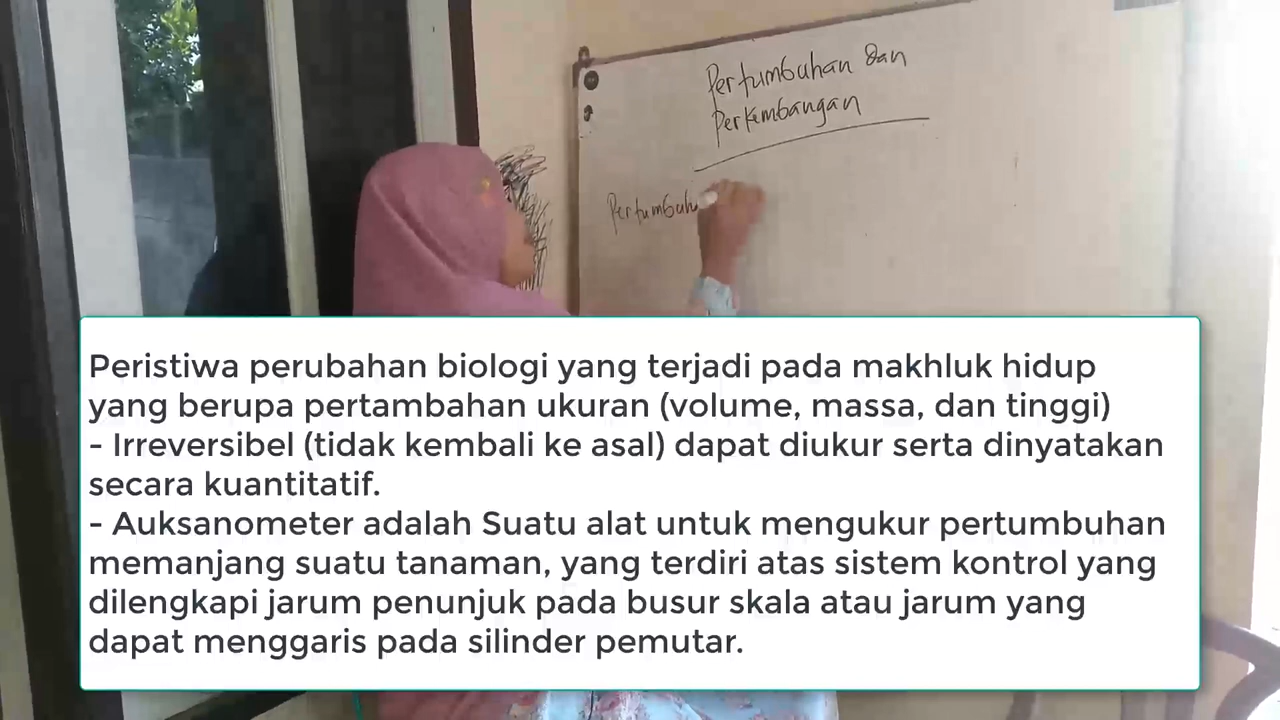 Pertumbuhan dan
Perkembangan
Pertumbuh
Peristiwa perubahan biologi yang terjadi pada makhluk hidup
yang berupa pertambahan ukuran (volume, massa, dan tinggi)
- Irreversibel (tidak kembali ke asal) dapat diukur serta dinyatakan
secara kuantitatif.
- Auksanometer adalah Suatu alat untuk mengukur pertumbuhan
memanjang suatu tanaman, yang terdiri atas sistem kontrol yang
dilengkapi jarum penunjuk pada busur skala atau jarum yang
dapat menggaris pada silinder pemutar.